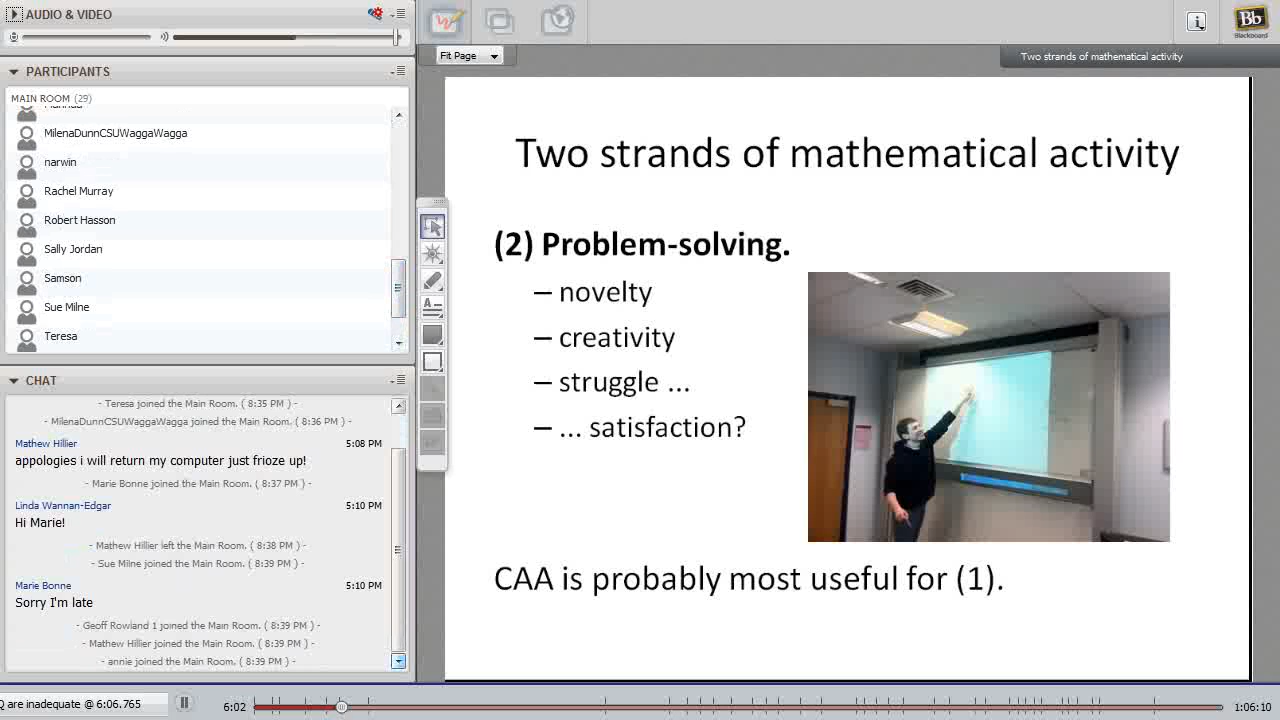 AUDIO & VIDEO
PARTICIPANTS
MAIN ROOM (29)
MilenaDunnCSUWaggaWagga
narwin
Rachel Murray
Robert Hasson
Sally Jordan
Samson
Sue Milne
Teresa
CHAT
- Teresa joined the Main Room. ( 8:35 PM ) -
- MilenaDunnCSUWaggaWagga joined the Main Room. ( 8:36 PM ) -
Mathew Hillier 5:08 PM
appologies i will return my computer just frioze up!
- Marie Bonne joined the Main Room. ( 8:37 PM ) -
Linda Wannan-Edgar 5:10 PM
Hi Marie!
- Mathew Hillier left the Main Room. ( 8:38 PM ) -
- Sue Milne joined the Main Room. ( 8:39 PM ) -
Marie Bonne 5:10 PM
Sorry I'm late
- Geoff Rowland 1 joined the Main Room. ( 8:39 PM ) -
- Mathew Hillier joined the Main Room. ( 8:39 PM ) -
- annie joined the Main Room. ( 8:39 PM ) -
Fit Page
Bb
Blackboard
Two strands of mathematical activity
Two strands of mathematical activity
(2) Problem-solving.
– novelty
– creativity
– struggle ...
– ... satisfaction?
CAA is probably most useful for (1).
Q are inadequate @ 6:06.765
6:02
1:06:10